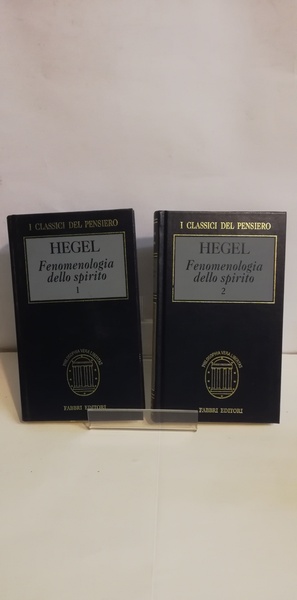 I CLASSICI DEL PENSIERO
HEGEL
Fenomenologia
dello spirito
1
FABBRI EDITORI
I CLASSICI DEL PENSIERO
HEGEL
Fenomenologia
dello spirito
2
FABBRI EDITORI